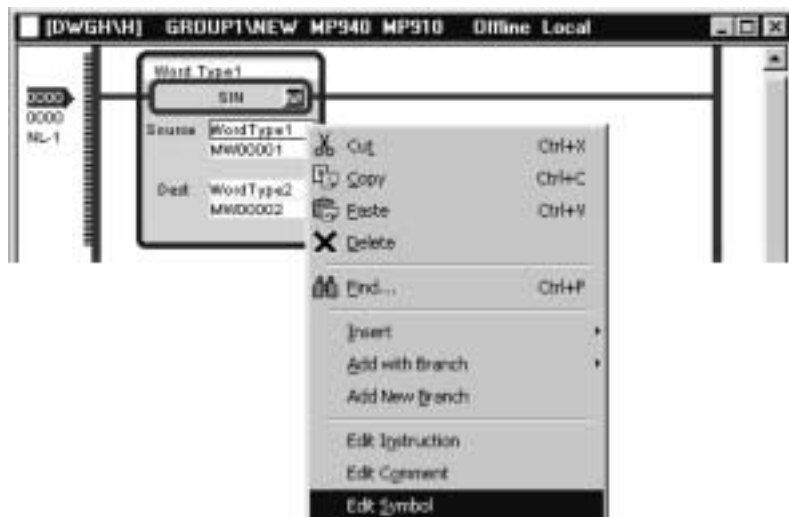 [DWGH\H] GROUP1\NEW MP940 MP910 Offline Local
Word Type1
SIN
0000
0000
NL-1
Source WordType1
MW00001
Dest WordType2
MW00002
Cut Ctrl+X
Copy Ctrl+C
Paste Ctrl+V
Delete
Find... Ctrl+F
Insert
Add with Branch
Add New Branch
Edit Instruction
Edit Comment
Edit Symbol